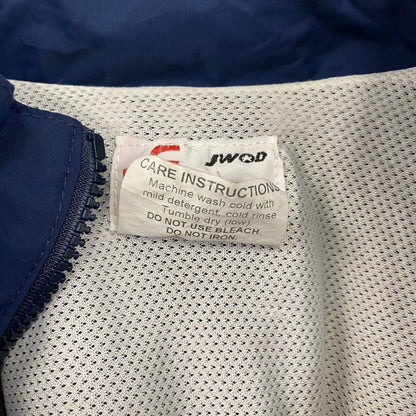 JWOD
CARE INSTRUCTIONS
Machine wash cold with
mild detergent, cold rinse
Tumble dry (low)
DO NOT USE BLEACH.
DO NOT IRON.